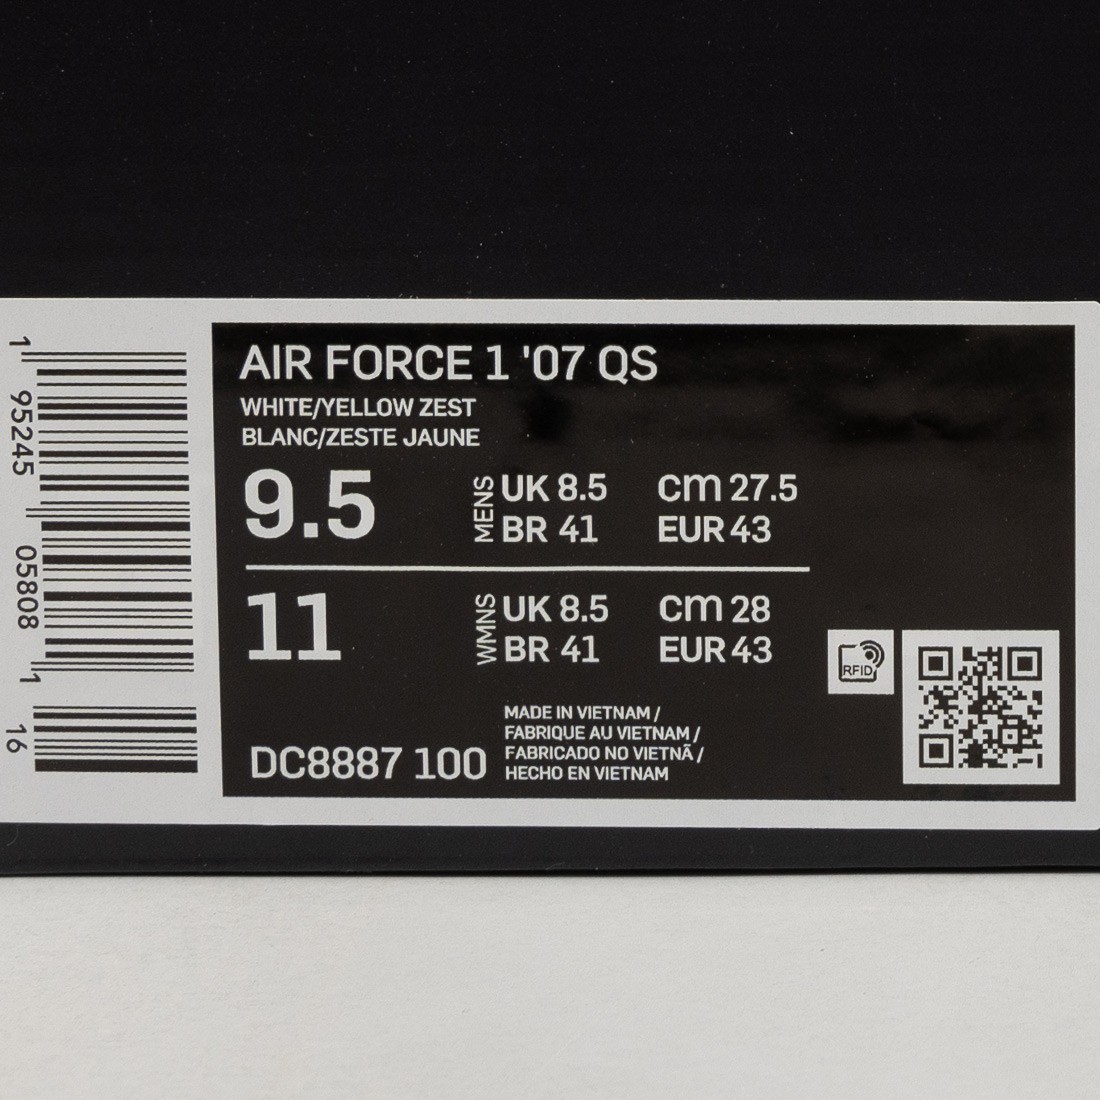 AIR FORCE 1 '07 QS
WHITE/YELLOW ZEST
BLANC/ZESTE JAUNE
9.5
MENS
UK 8.5 CM 27.5
BR 41 EUR 43
11
WMNS
UK 8.5 CM 28
BR 41 EUR 43
DC8887 100
MADE IN VIETNAM /
FABRIQUE AU VIETNAM /
FABRICADO NO VIETNÃ /
HECHO EN VIETNAM
RFID
1 95245 05808 1 16